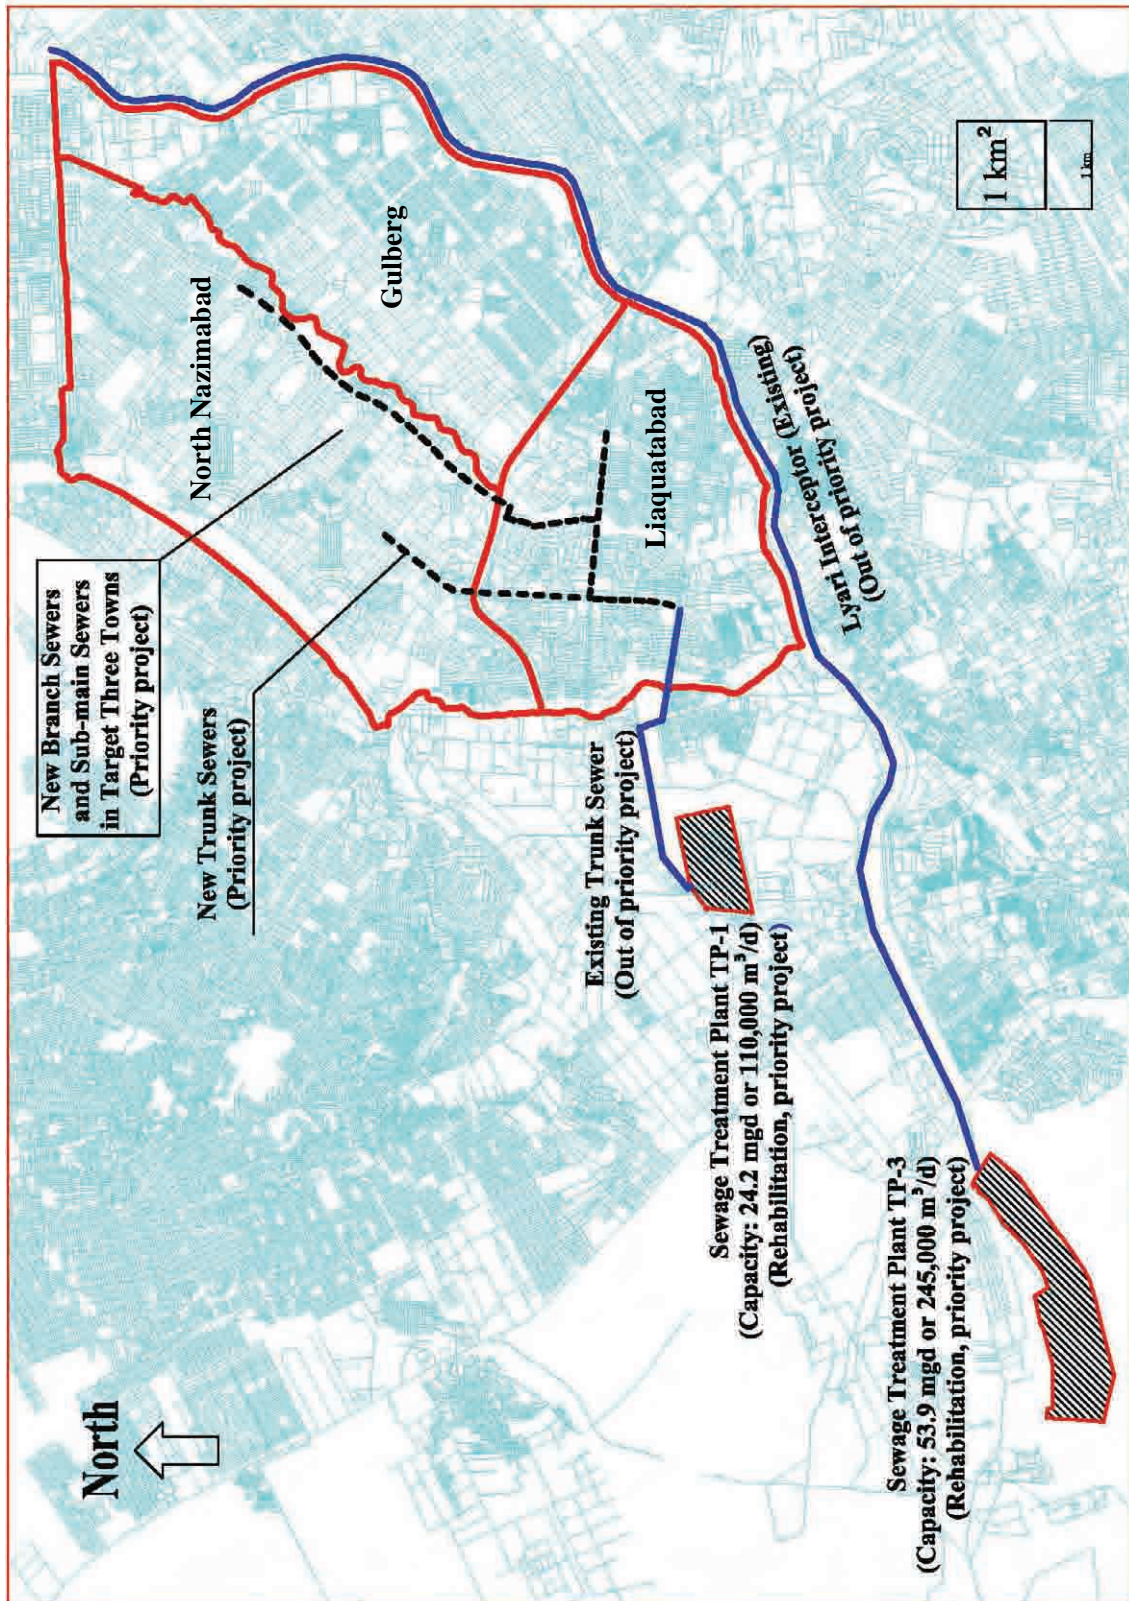 North
New Branch Sewers
and Sub-main Sewers
in Target Three Towns
(Priority project)
New Trunk Sewers
(Priority project)
North Nazimabad
Gulberg
Liaquatabad
Existing Trunk Sewer
(Out of priority project)
Sewage Treatment Plant TP-1
(Capacity: 24.2 mgd or 110,000 m³/d)
(Rehabilitation, priority project)
Lyari Interceptor (Existing)
(Out of priority project)
Sewage Treatment Plant TP-3
(Capacity: 53.9 mgd or 245,000 m³/d)
(Rehabilitation, priority project)
1 km²
1 km